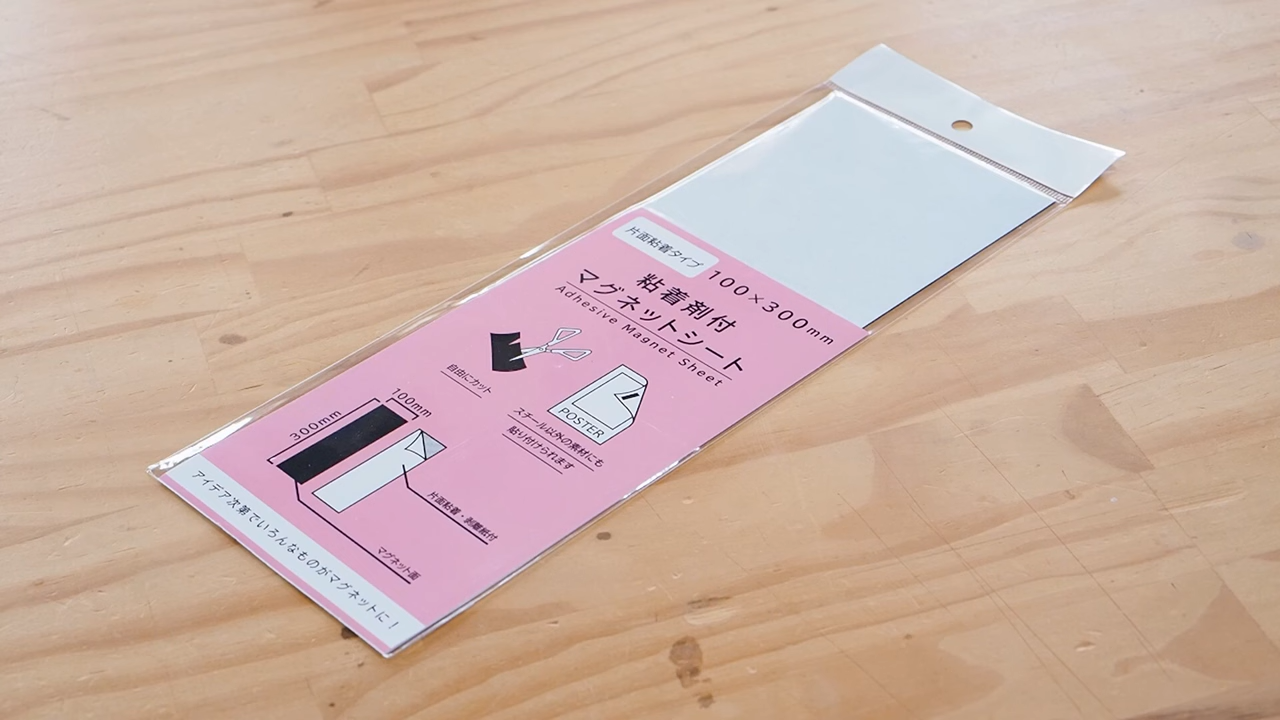 片面粘着タイプ
100×300mm
粘着剤付
マグネットシート
Adhesive Magnet Sheet
自由にカット
POSTER
スチール以外の素材にも
貼り付けられます
100mm
300mm
片面粘着・剥離紙付
マグネット面
アイデア次第でいろんなものがマグネットに!